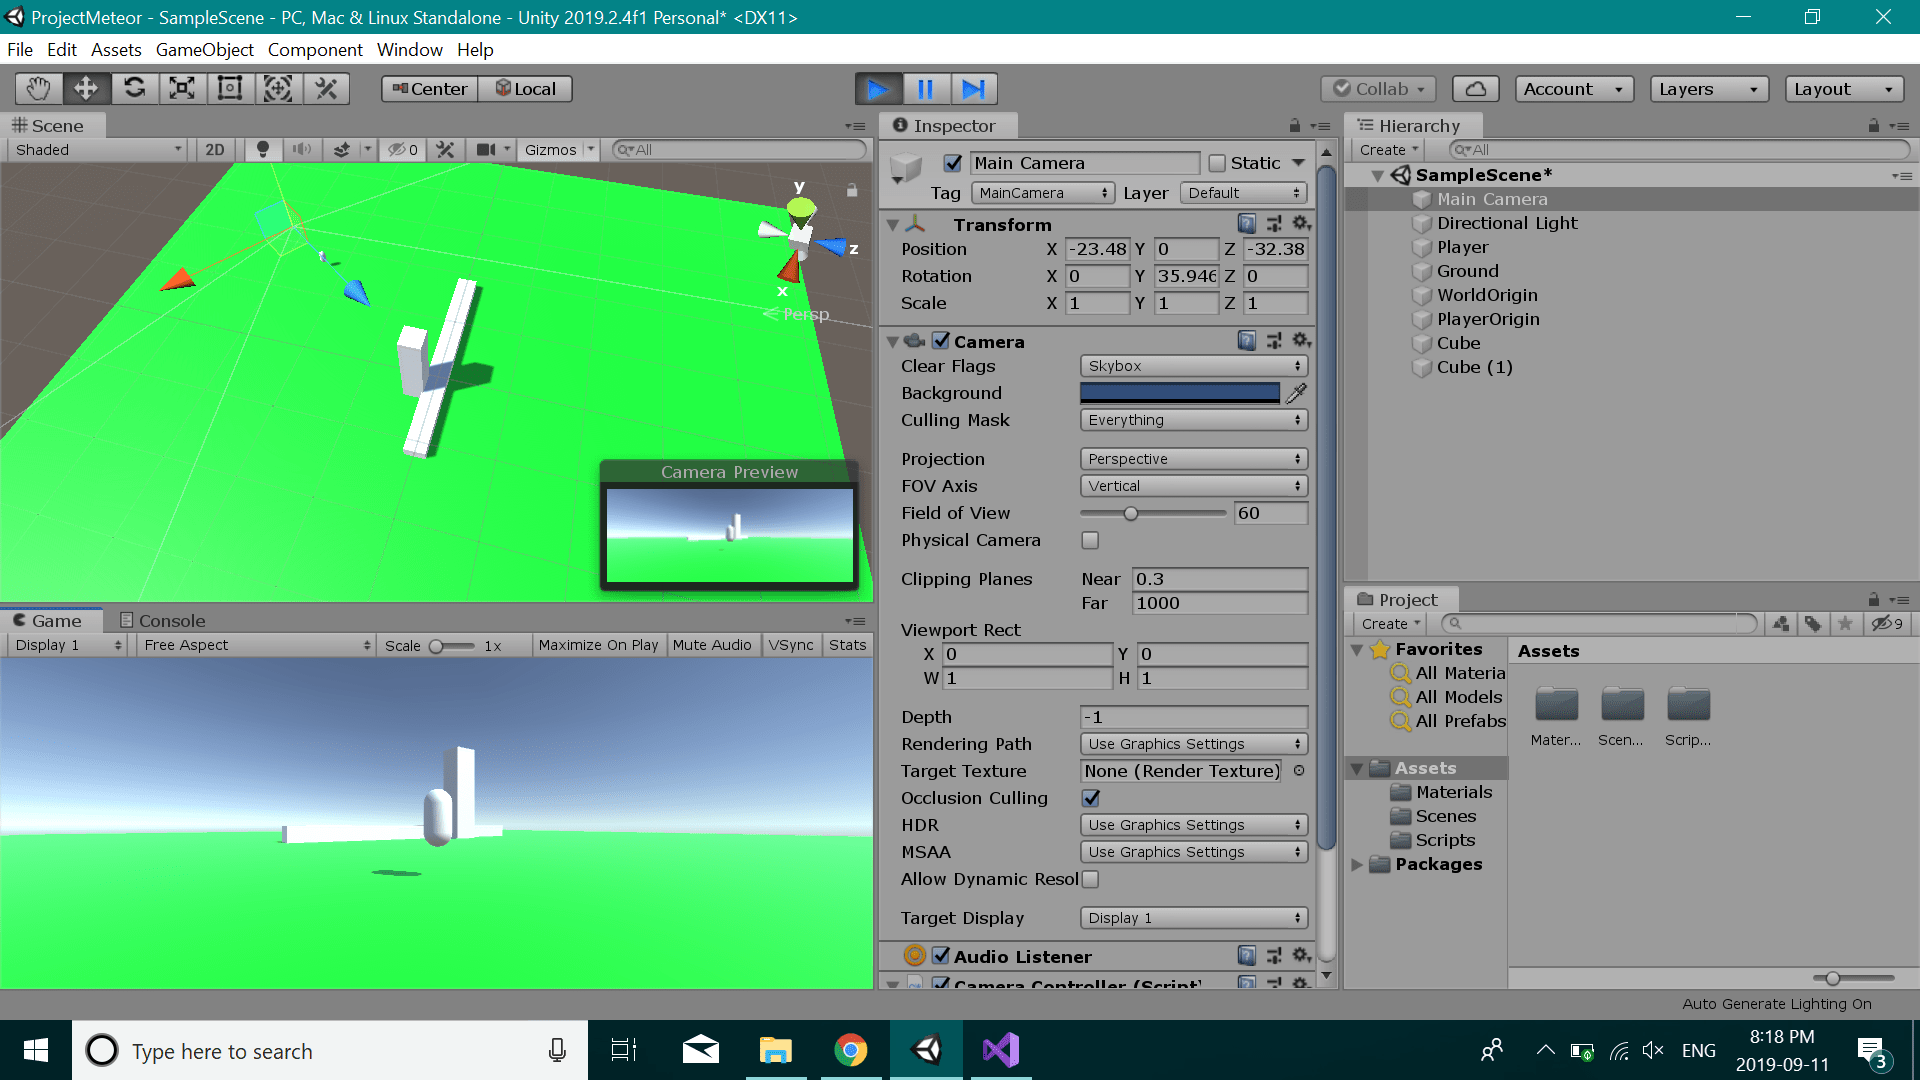 ProjectMeteor - SampleScene - PC, Mac & Linux Standalone - Unity 2019.2.4f1 Personal* <DX11>
File Edit Assets GameObject Component Window Help
Center Local Collab Account Layers Layout
Scene
Shaded 2D 0 Gizmos All
y
z
x
Persp
Camera Preview
Game Console
Display 1 Free Aspect Scale 1x Maximize On Play Mute Audio VSync Stats
Inspector
Main Camera Static
Tag MainCamera Layer Default
Transform
Position X -23.48 Y 0 Z -32.38
Rotation X 0 Y 35.946 Z 0
Scale X 1 Y 1 Z 1
Camera
Clear Flags Skybox
Background
Culling Mask Everything
Projection Perspective
FOV Axis Vertical
Field of View 60
Physical Camera
Clipping Planes Near 0.3
Far 1000
Viewport Rect
X 0 Y 0
W 1 H 1
Depth -1
Rendering Path Use Graphics Settings
Target Texture None (Render Texture)
Occlusion Culling
HDR Use Graphics Settings
MSAA Use Graphics Settings
Allow Dynamic Resol
Target Display Display 1
Audio Listener
Camera Controller (Script)
Hierarchy
Create All
SampleScene*
Main Camera
Directional Light
Player
Ground
WorldOrigin
PlayerOrigin
Cube
Cube (1)
Project
Create 9
Favorites
All Materia
All Models
All Prefabs
Assets
Materials
Scenes
Scripts
Packages
Assets
Mater... Scen... Scrip...
Auto Generate Lighting On
Type here to search
ENG
8:18 PM
2019-09-11
3